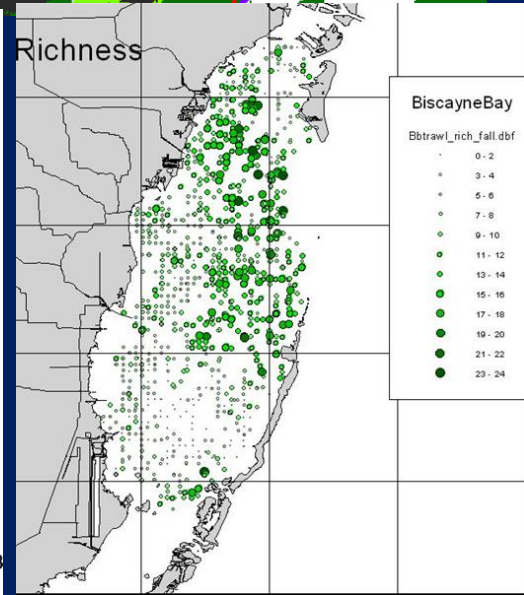 Richness
BiscayneBay
Bbtrawl_rich_fall.dbf
0 - 2
3 - 4
5 - 6
7 - 8
9 - 10
11 - 12
13 - 14
15 - 16
17 - 18
19 - 20
21 - 22
23 - 24